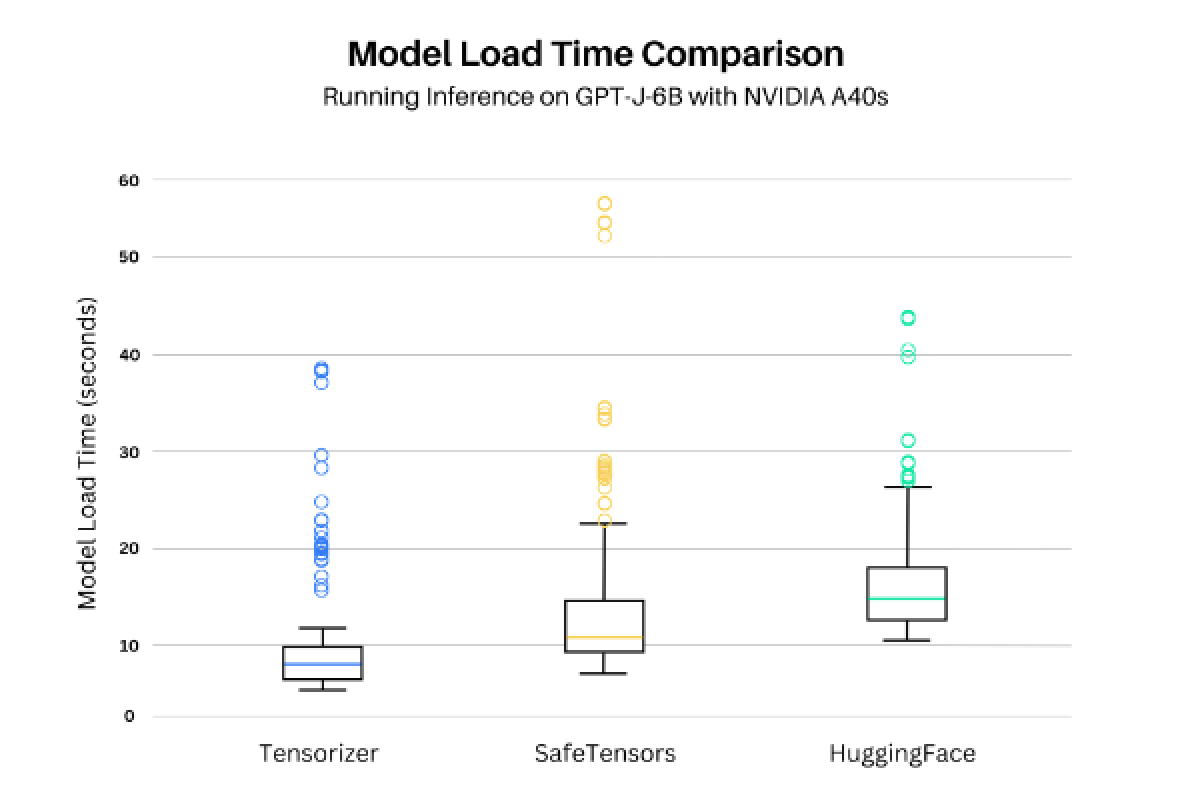 Model Load Time Comparison
Running Inference on GPT-J-6B with NVIDIA A40s
Model Load Time (seconds)
60
50
40
30
20
10
0
Tensorizer
SafeTensors
HuggingFace